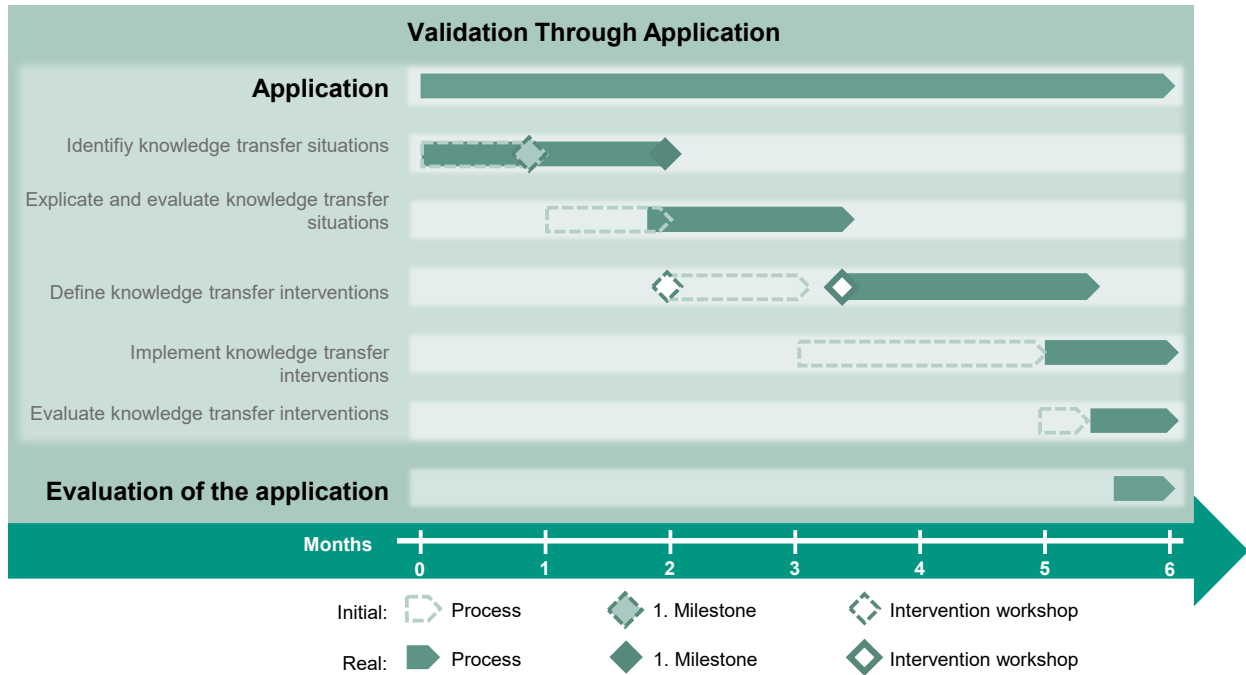 Validation Through Application
Application
Identifiy knowledge transfer situations
Explicate and evaluate knowledge transfer
situations
Define knowledge transfer interventions
Implement knowledge transfer
interventions
Evaluate knowledge transfer interventions
Evaluation of the application
Months
0 1 2 3 4 5 6
Initial: Process 1. Milestone Intervention workshop
Real: Process 1. Milestone Intervention workshop